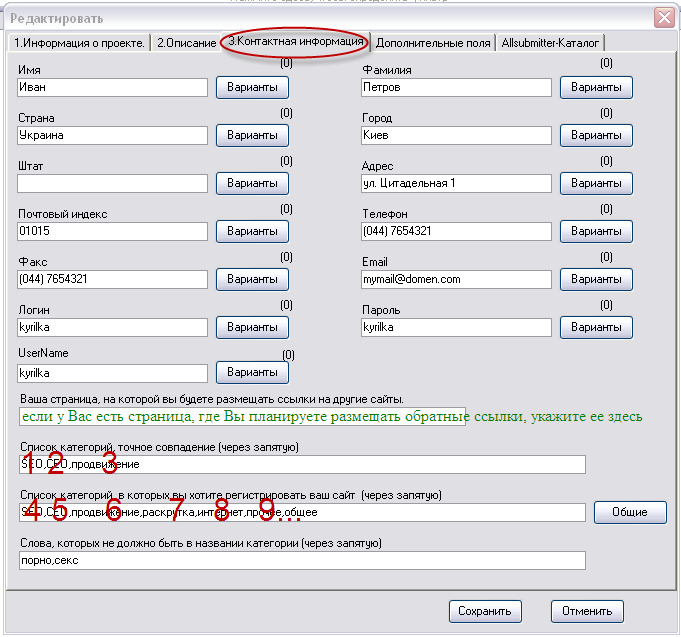 Редактировать
1.Информация о проекте. 2.Описание 3.Контактная информация Дополнительные поля Allsubmitter-Каталог
(0) (0)
Имя Фамилия
Иван Варианты Петров Варианты
(0) (0)
Страна Город
Украина Варианты Киев Варианты
(0) (0)
Штат Адрес
Варианты ул. Цитадельная 1 Варианты
(0) (0)
Почтовый индекс Телефон
01015 Варианты (044) 7654321 Варианты
(0) (0)
Факс Email
(044) 7654321 Варианты mymail@domen.com Варианты
(0) (0)
Логин Пароль
kyrilka Варианты kyrilka Варианты
UserName (0)
kyrilka Варианты
Ваша страница, на которой вы будете размещать ссылки на другие сайты.
если у Вас есть страница, где Вы планируете размещать обратные ссылки, укажите ее здесь
Список категорий, точное совпадение (через запятую)
1 2 3
SEO,СЕО,продвижение
Список категорий, в которых вы хотите регистрировать ваш сайт (через запятую)
4 5 6 7 8 9...
SEO,СЕО,продвижение,раскрутка,интернет,прочее,общее Общие
Слова, которых не должно быть в названии категории (через запятую)
порно,секс
Сохранить Отменить